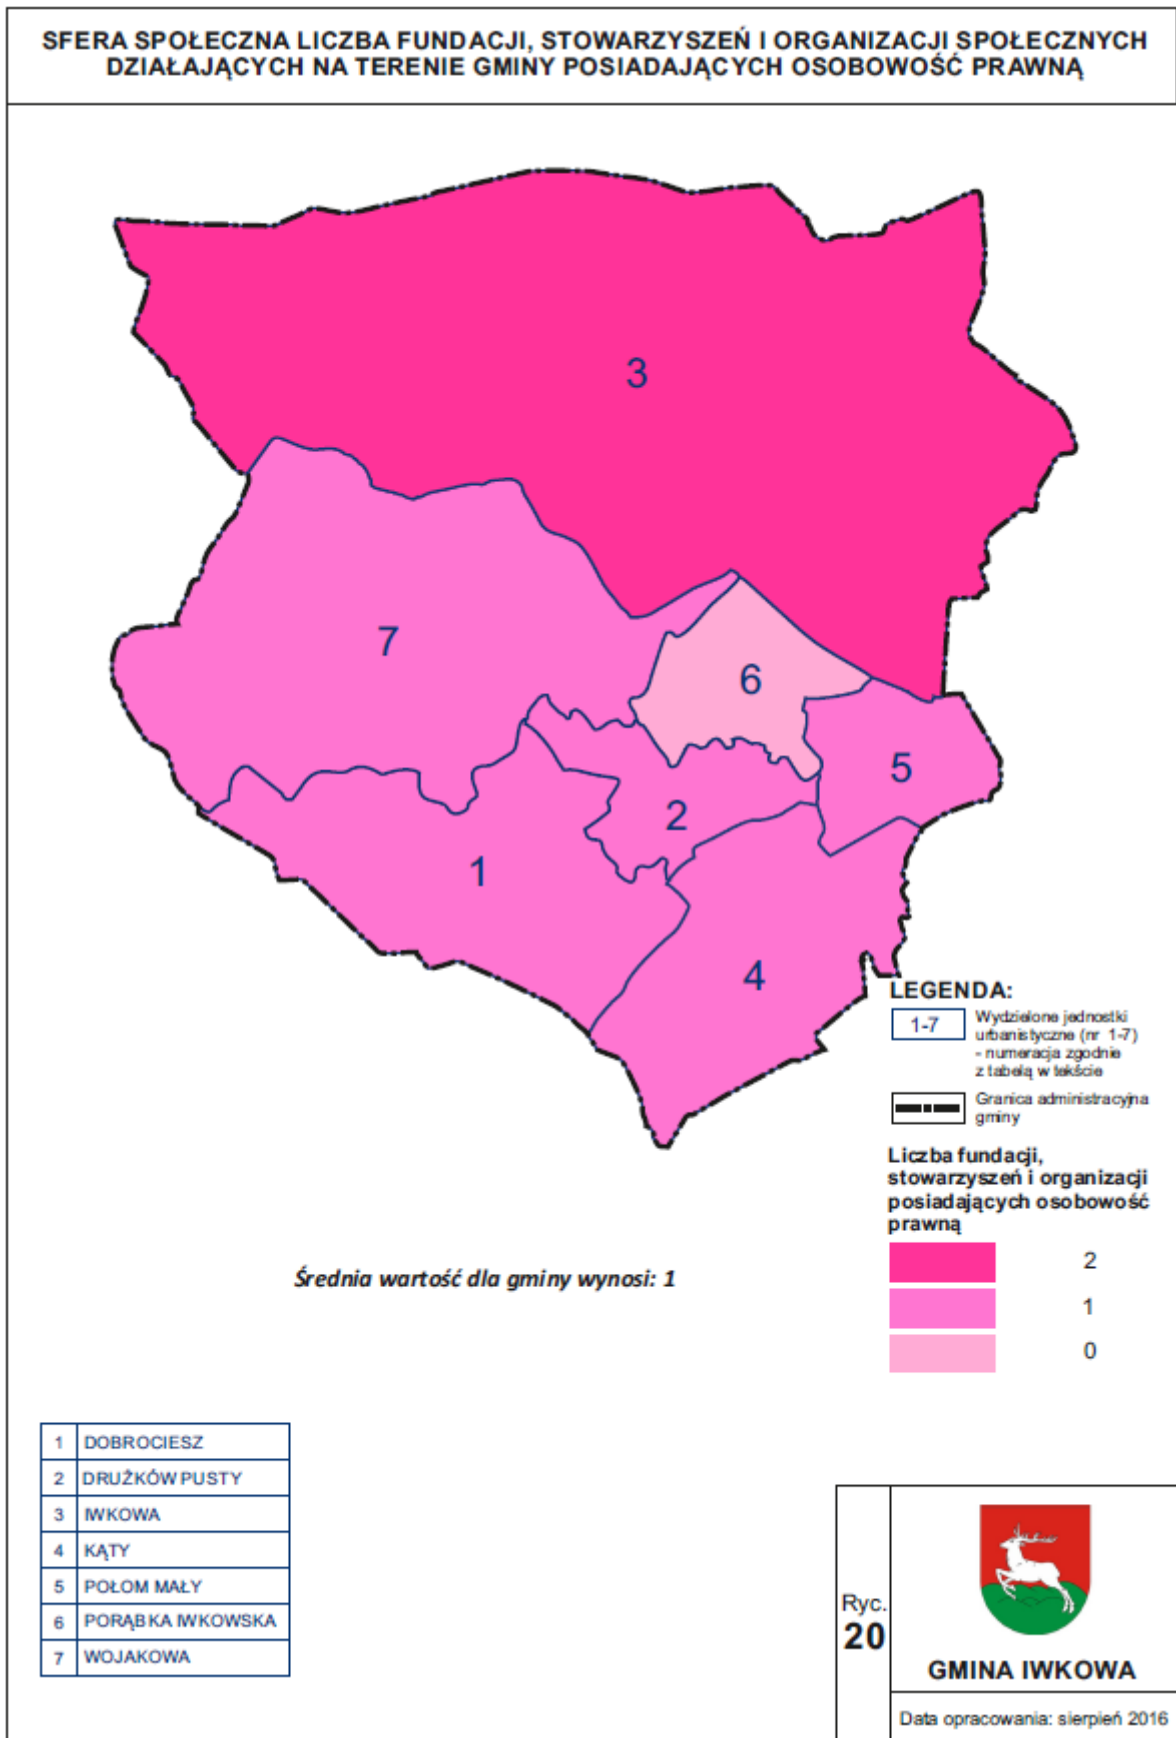 SFERA SPOŁECZNA LICZBA FUNDACJI, STOWARZYSZEŃ I ORGANIZACJI SPOŁECZNYCH
DZIAŁAJĄCYCH NA TERENIE GMINY POSIADAJĄCYCH OSOBOWOŚĆ PRAWNĄ
3
7
6
5
2
1
4
LEGENDA:
1-7
Wydzielone jednostki
urbanistyczne (nr 1-7)
- numeracja zgodnie
z tabelą w tekście
Granica administracyjna
gminy
Liczba fundacji,
stowarzyszeń i organizacji
posiadających osobowość
prawną
2
1
0
Średnia wartość dla gminy wynosi: 1
1 DOBROCIESZ
2 DRUŻKÓW PUSTY
3 IWKOWA
4 KĄTY
5 POŁOM MAŁY
6 PORĄBKA IWKOWSKA
7 WOJAKOWA
Ryc.
20
GMINA IWKOWA
Data opracowania: sierpień 2016